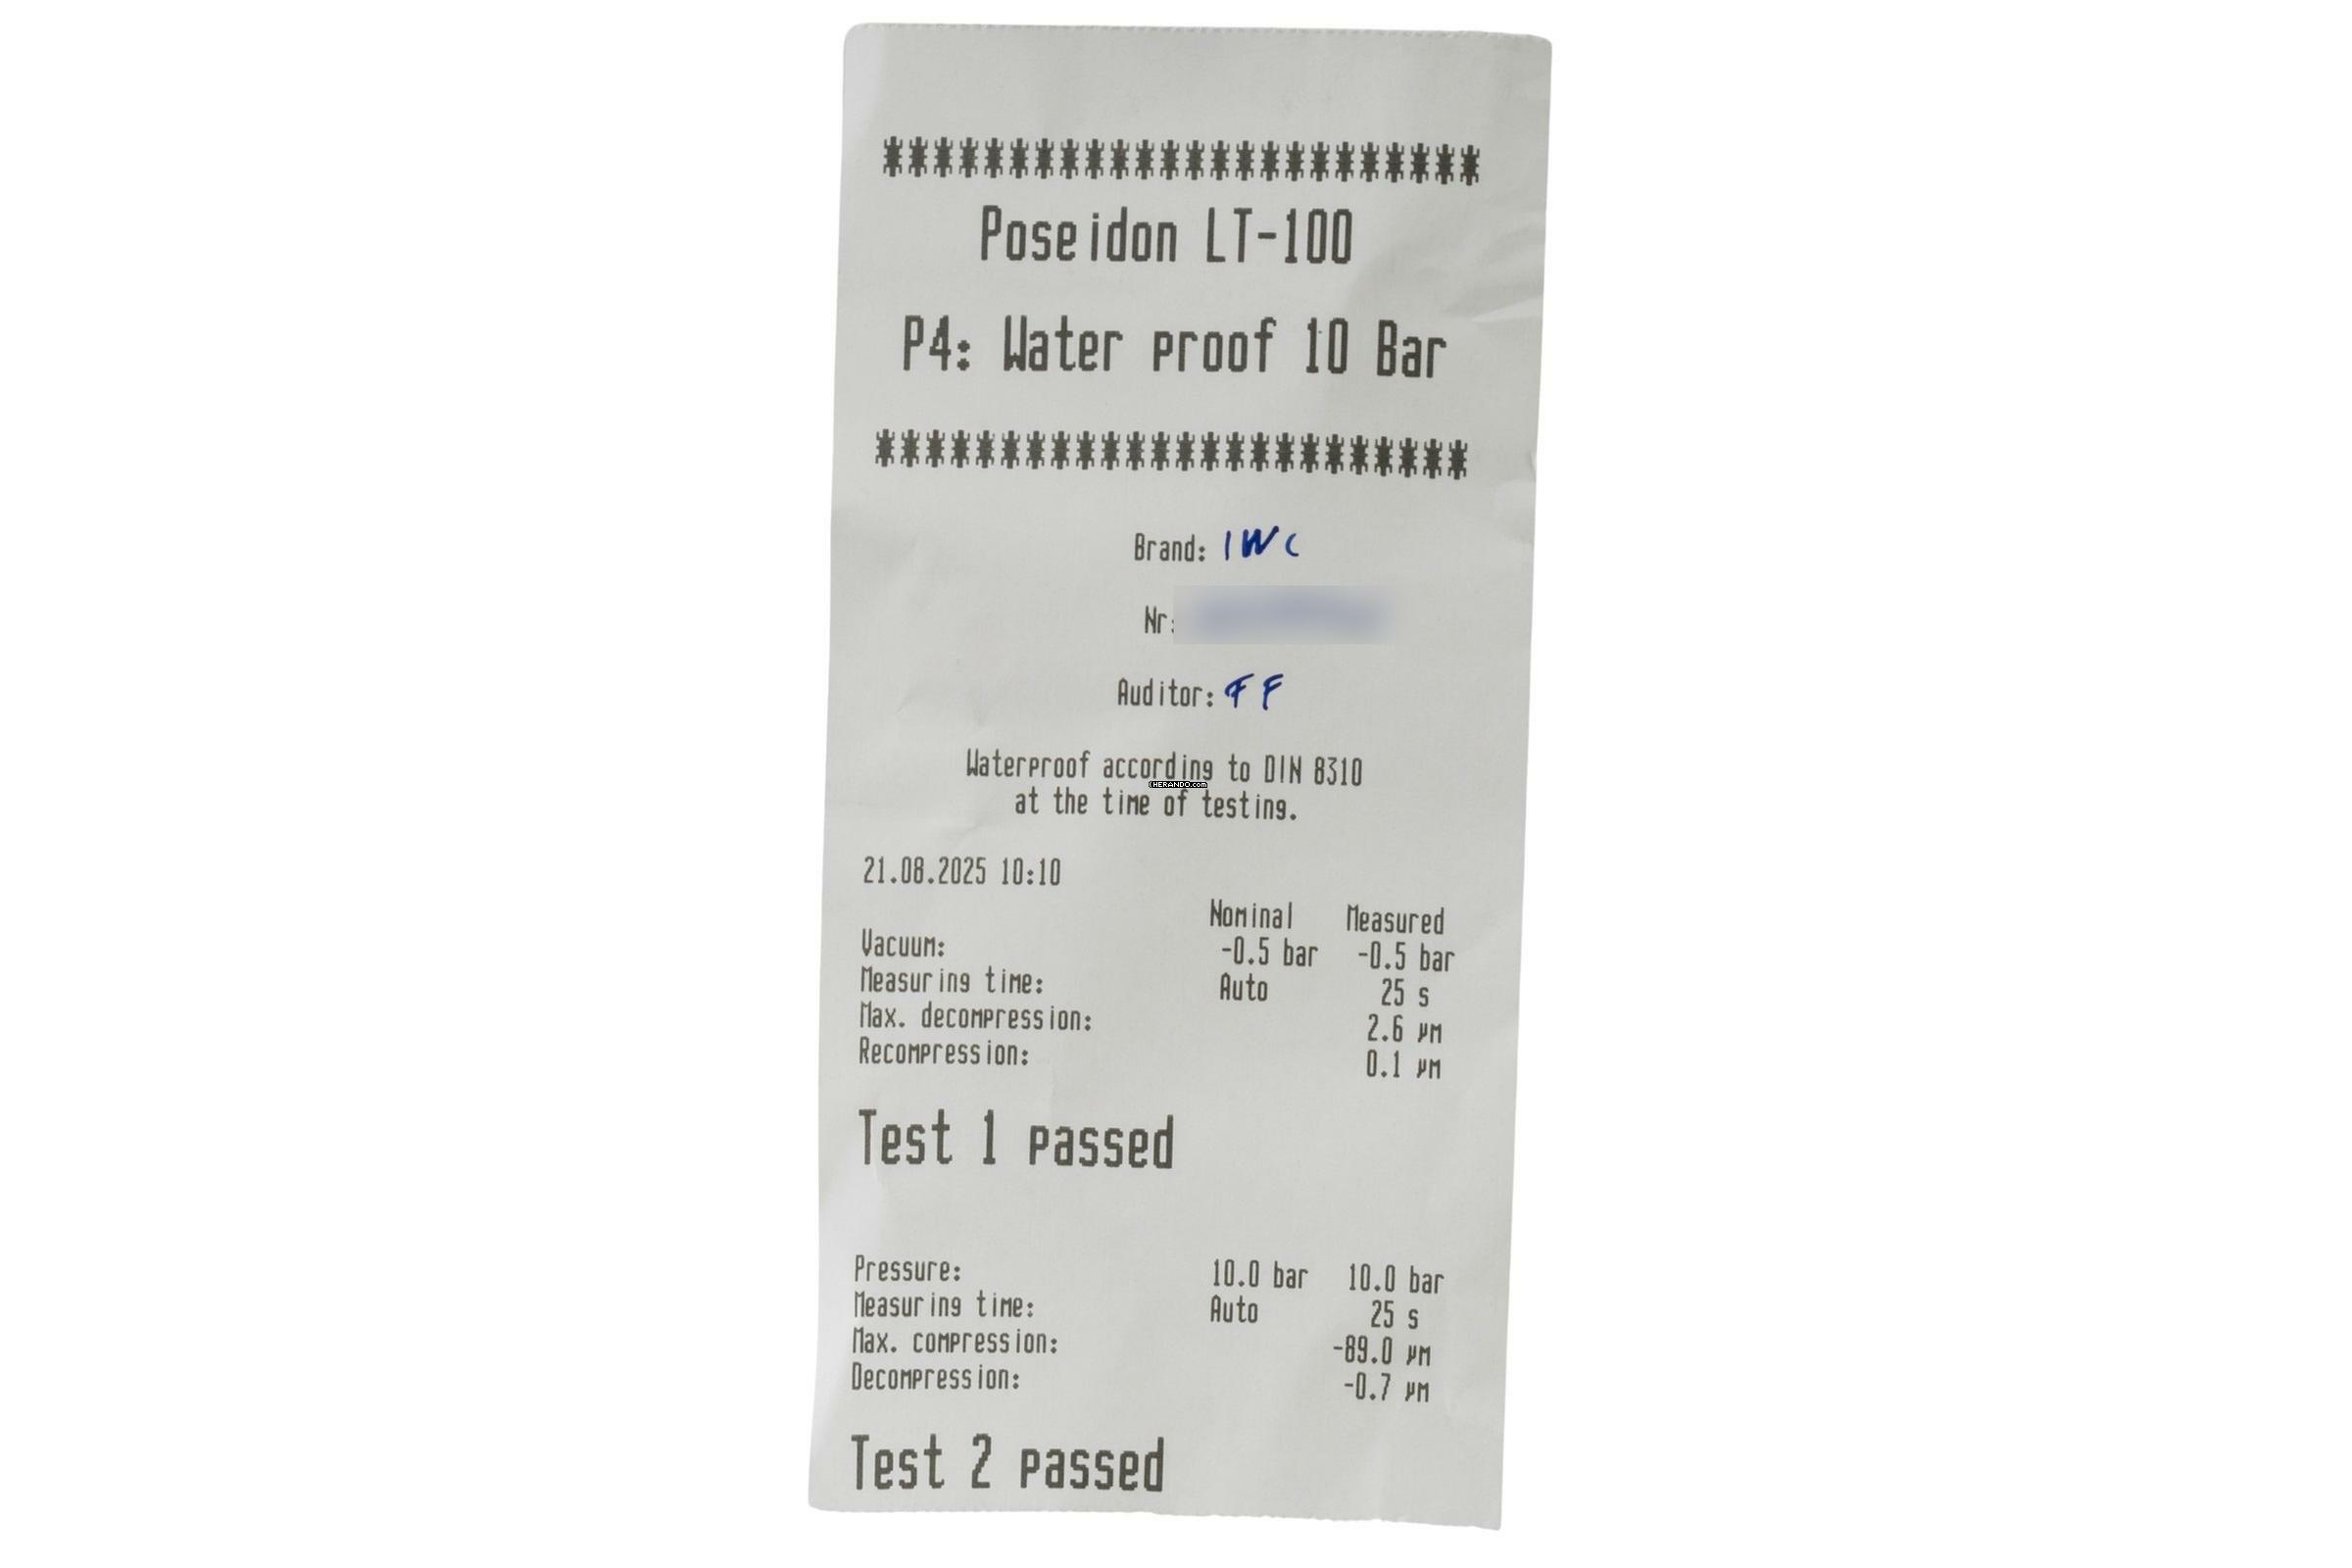 ************************
Poseidon LT-100
P4: Water proof 10 Bar
************************
Brand: IWC
Nr:
Auditor: FF
Waterproof according to DIN 8310
CHERANDO.com
at the time of testing.
21.08.2025 10:10
Nominal Measured
Vacuum: -0.5 bar -0.5 bar
Measuring time: Auto 25 s
Max. decompression: 2.6 µm
Recompression: 0.1 µm
Test 1 passed
Pressure: 10.0 bar 10.0 bar
Measuring time: Auto 25 s
Max. compression: -89.0 µm
Decompression: -0.7 µm
Test 2 passed